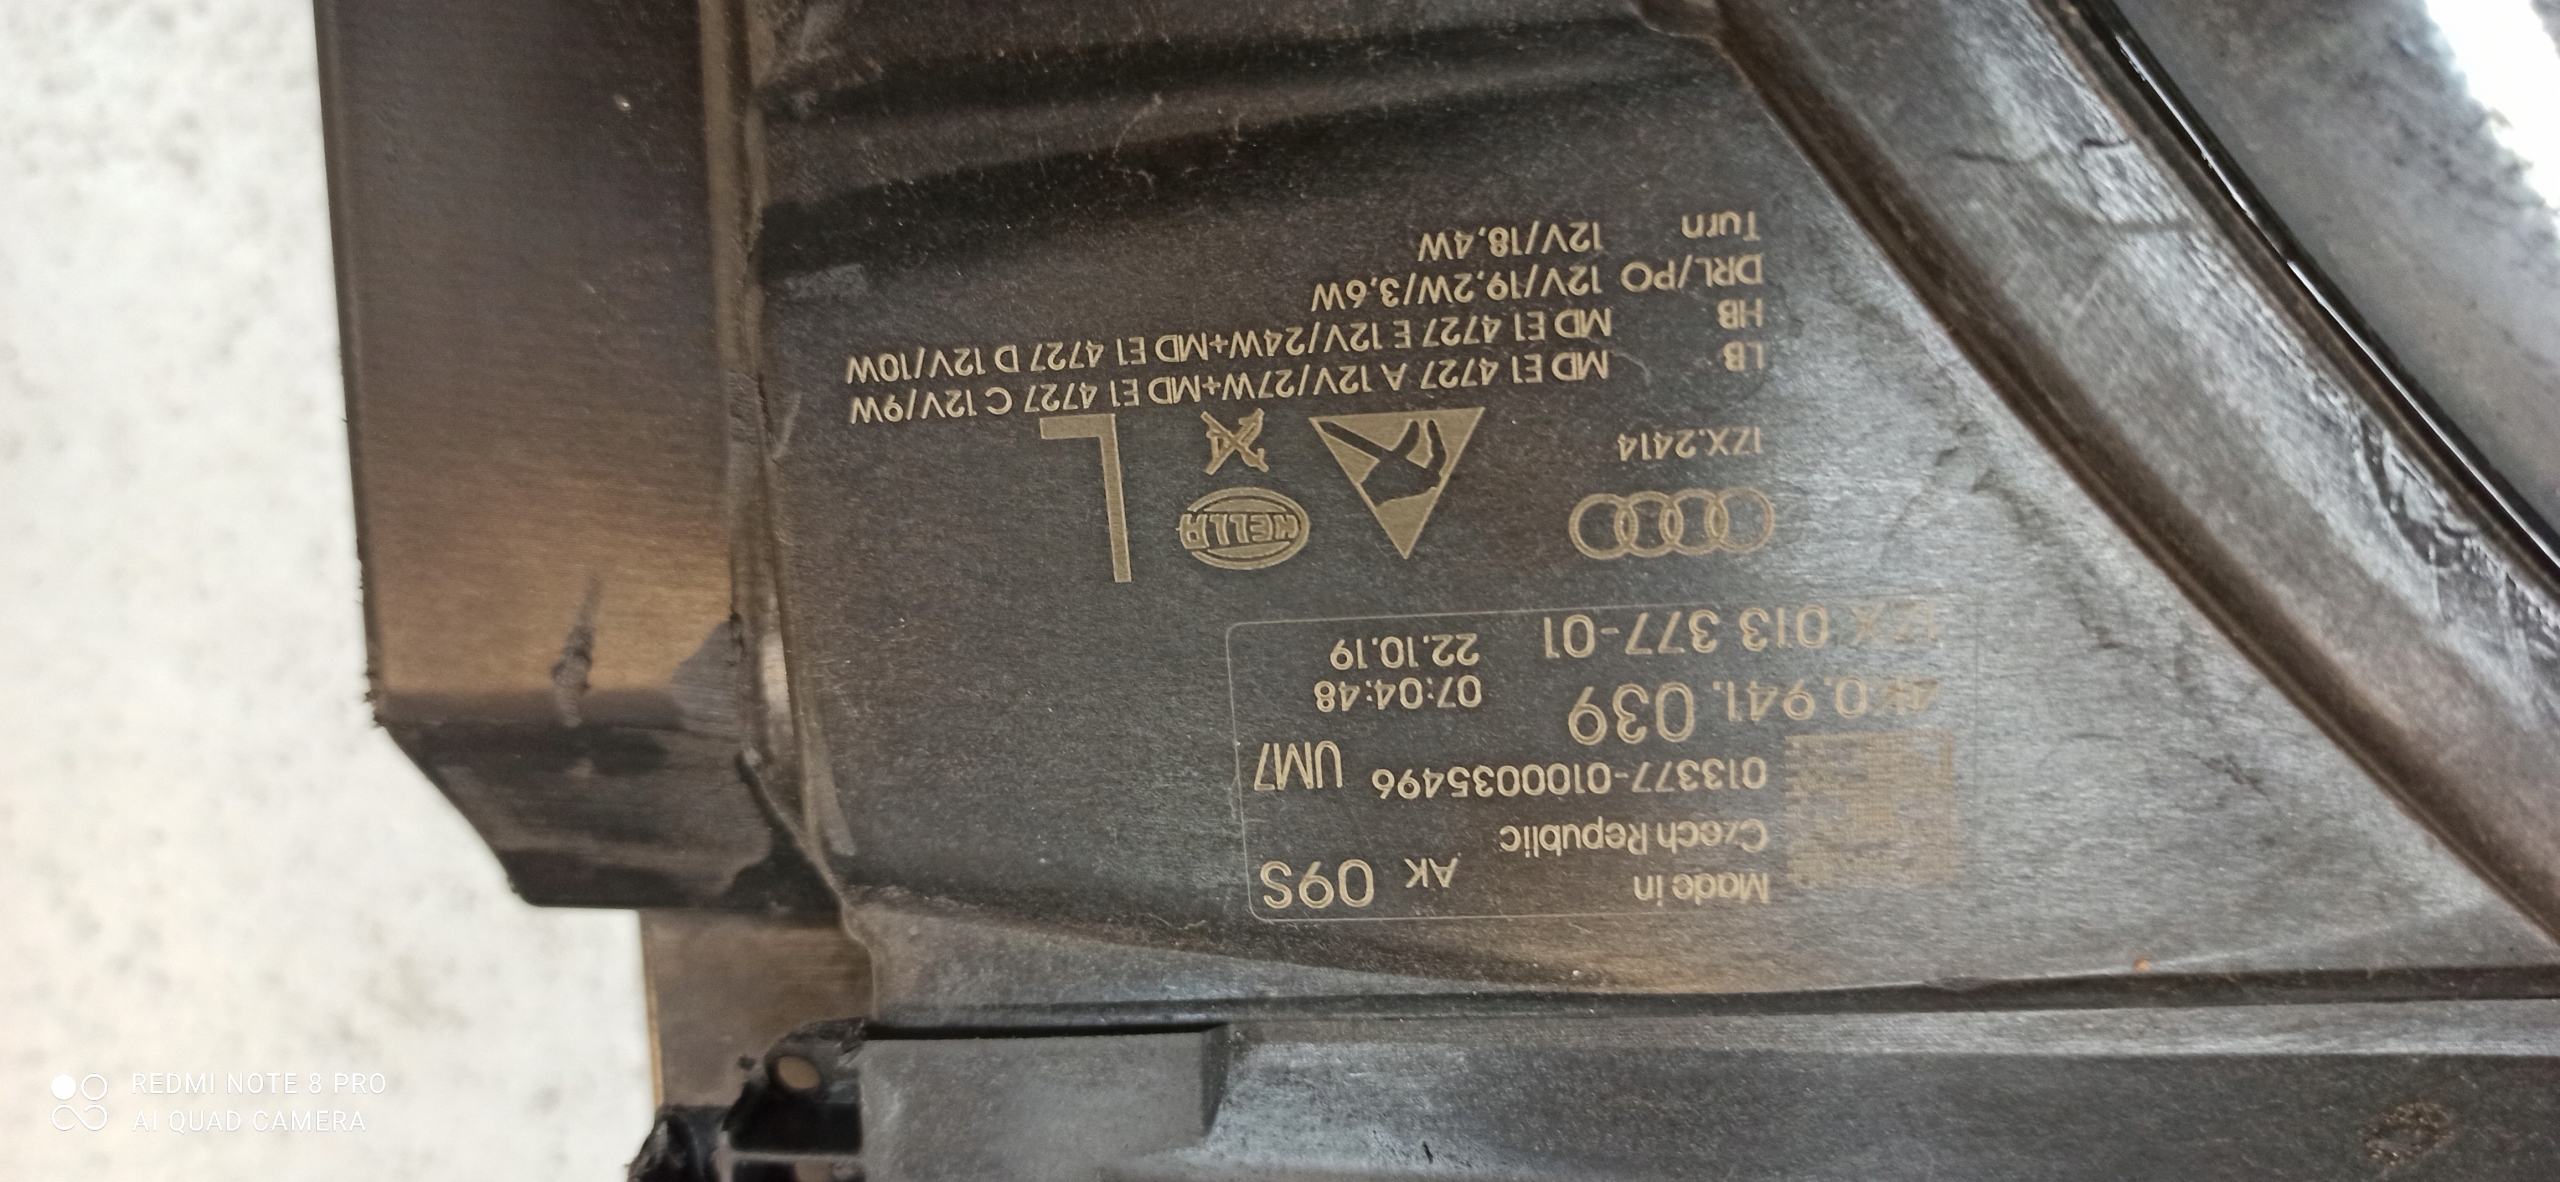 Made in
Czech Republic AK 09S
013377-0100035496 UM7
4K0.941.039 07:04:48
1ZX 013 377-01 22.10.19
HELLA L
1ZX.2414
LB MD E1 4727 A 12V/27W+MD E1 4727 C 12V/9W
HB MD E1 4727 E 12V/24W+MD E1 4727 D 12V/10W
DRL/PO 12V/19,2W/3,6W
Turn 12V/18,4W
REDMI NOTE 8 PRO
AI QUAD CAMERA